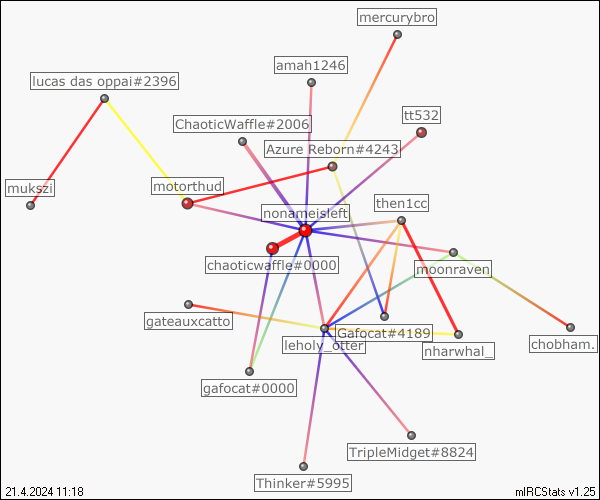 mercurybro
amah1246
lucas das oppai#2396
tt532
ChaoticWaffle#2006
Azure Reborn#4243
mukszi
motorthud
then1cc
nonameisleft
chaoticwaffle#0000
moonraven
gateauxcatto
Gafocat#4189
leholy_otter
nharwhal_
chobham.
gafocat#0000
TripleMidget#8824
Thinker#5995
21.4.2024 11:18
mIRCStats v1.25